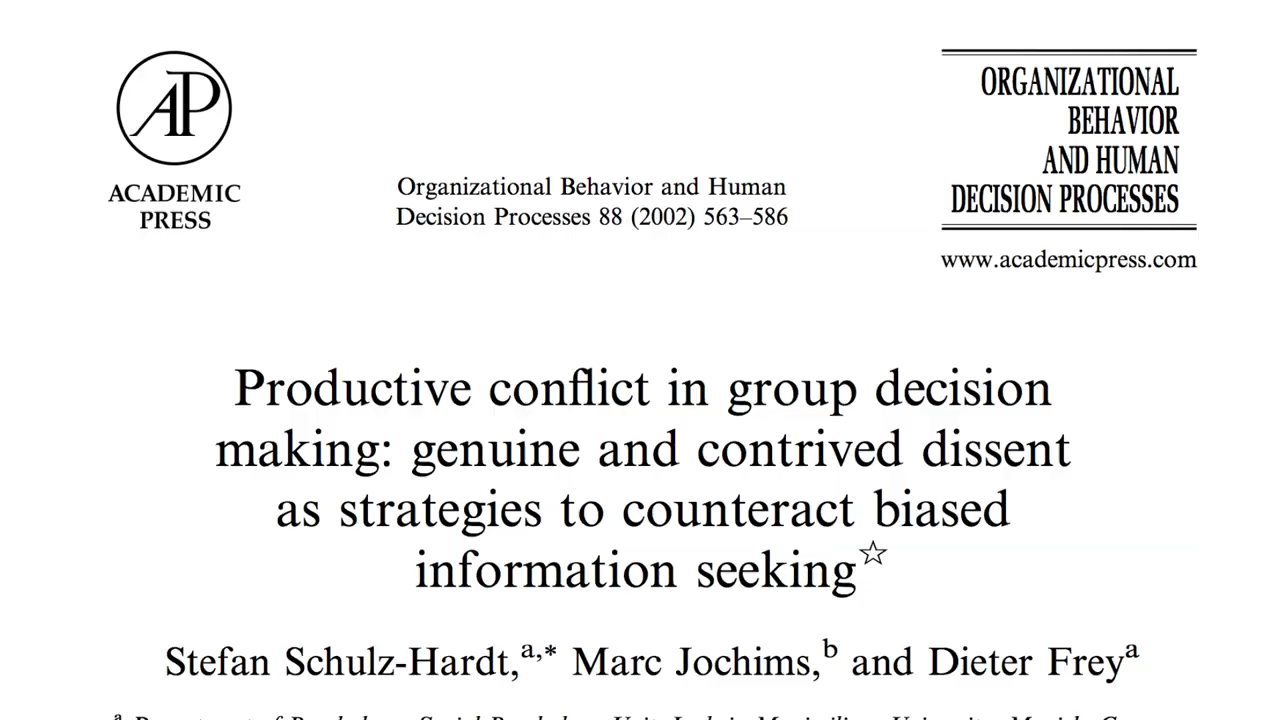 AP
ACADEMIC
PRESS
Organizational Behavior and Human
Decision Processes 88 (2002) 563–586
ORGANIZATIONAL
BEHAVIOR
AND HUMAN
DECISION PROCESSES
www.academicpress.com
Productive conflict in group decision
making: genuine and contrived dissent
as strategies to counteract biased
information seeking☆
Stefan Schulz-Hardt,a,* Marc Jochims,b and Dieter Freya